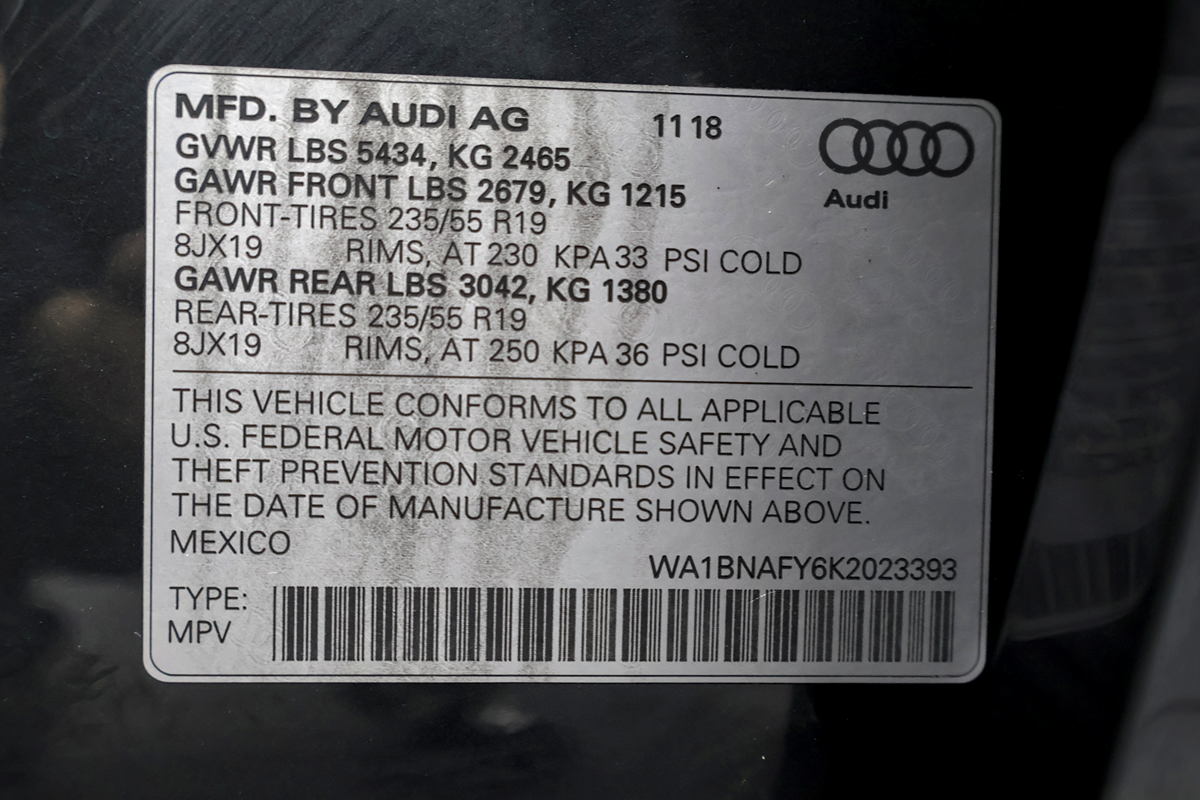 MFD. BY AUDI AG 11 18
GVWR LBS 5434, KG 2465
GAWR FRONT LBS 2679, KG 1215
Audi
FRONT-TIRES 235/55 R19
8JX19 RIMS, AT 230 KPA 33 PSI COLD
GAWR REAR LBS 3042, KG 1380
REAR-TIRES 235/55 R19
8JX19 RIMS, AT 250 KPA 36 PSI COLD
THIS VEHICLE CONFORMS TO ALL APPLICABLE
U.S. FEDERAL MOTOR VEHICLE SAFETY AND
THEFT PREVENTION STANDARDS IN EFFECT ON
THE DATE OF MANUFACTURE SHOWN ABOVE.
MEXICO
WA1BNAFY6K2023393
TYPE:
MPV